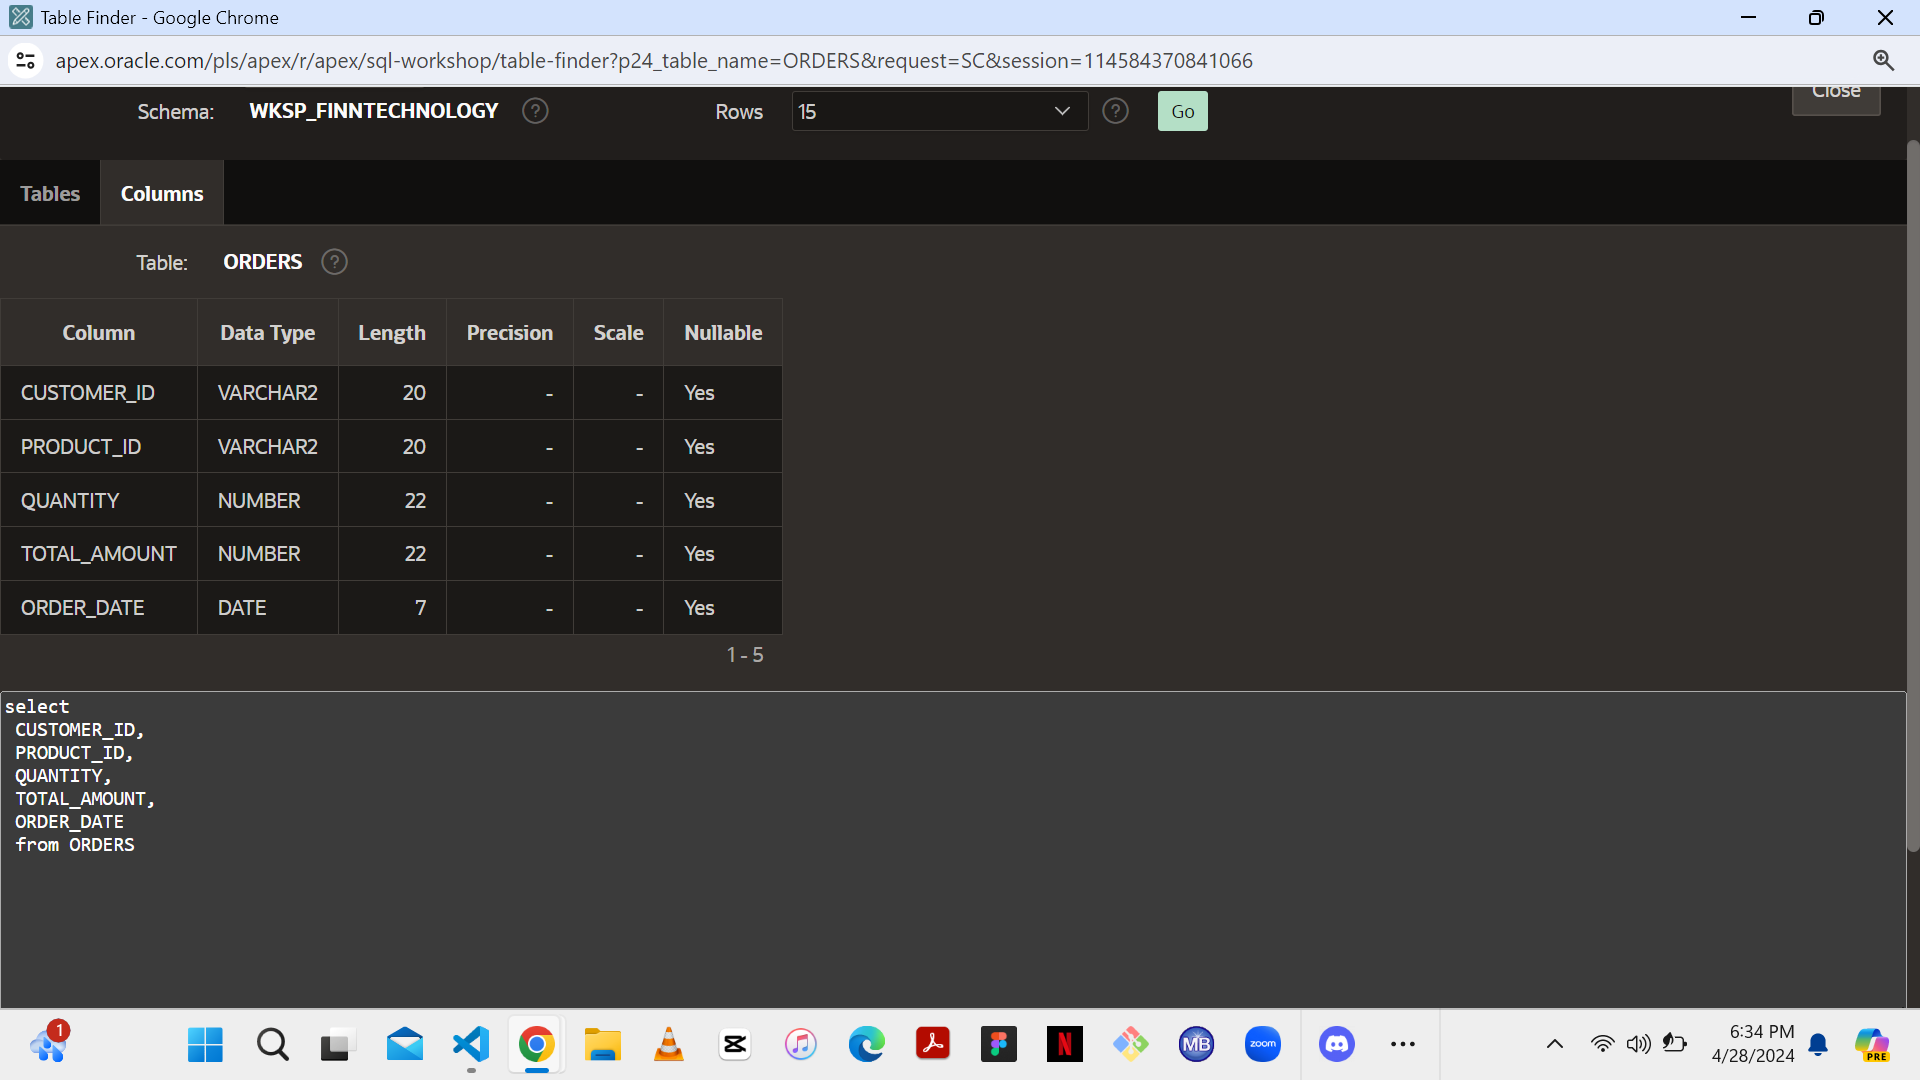 Table Finder - Google Chrome
apex.oracle.com/pls/apex/r/apex/sql-workshop/table-finder?p24_table_name=ORDERS&request=SC&session=114584370841066
Schema: WKSP_FINNTECHNOLOGY ? Rows 15 ? Go Close
Tables Columns
Table: ORDERS ?
Column Data Type Length Precision Scale Nullable
CUSTOMER_ID VARCHAR2 20 - - Yes
PRODUCT_ID VARCHAR2 20 - - Yes
QUANTITY NUMBER 22 - - Yes
TOTAL_AMOUNT NUMBER 22 - - Yes
ORDER_DATE DATE 7 - - Yes
1 - 5
select
CUSTOMER_ID,
PRODUCT_ID,
QUANTITY,
TOTAL_AMOUNT,
ORDER_DATE
from ORDERS
1 N MB zoom 6:34 PM
4/28/2024 PRE